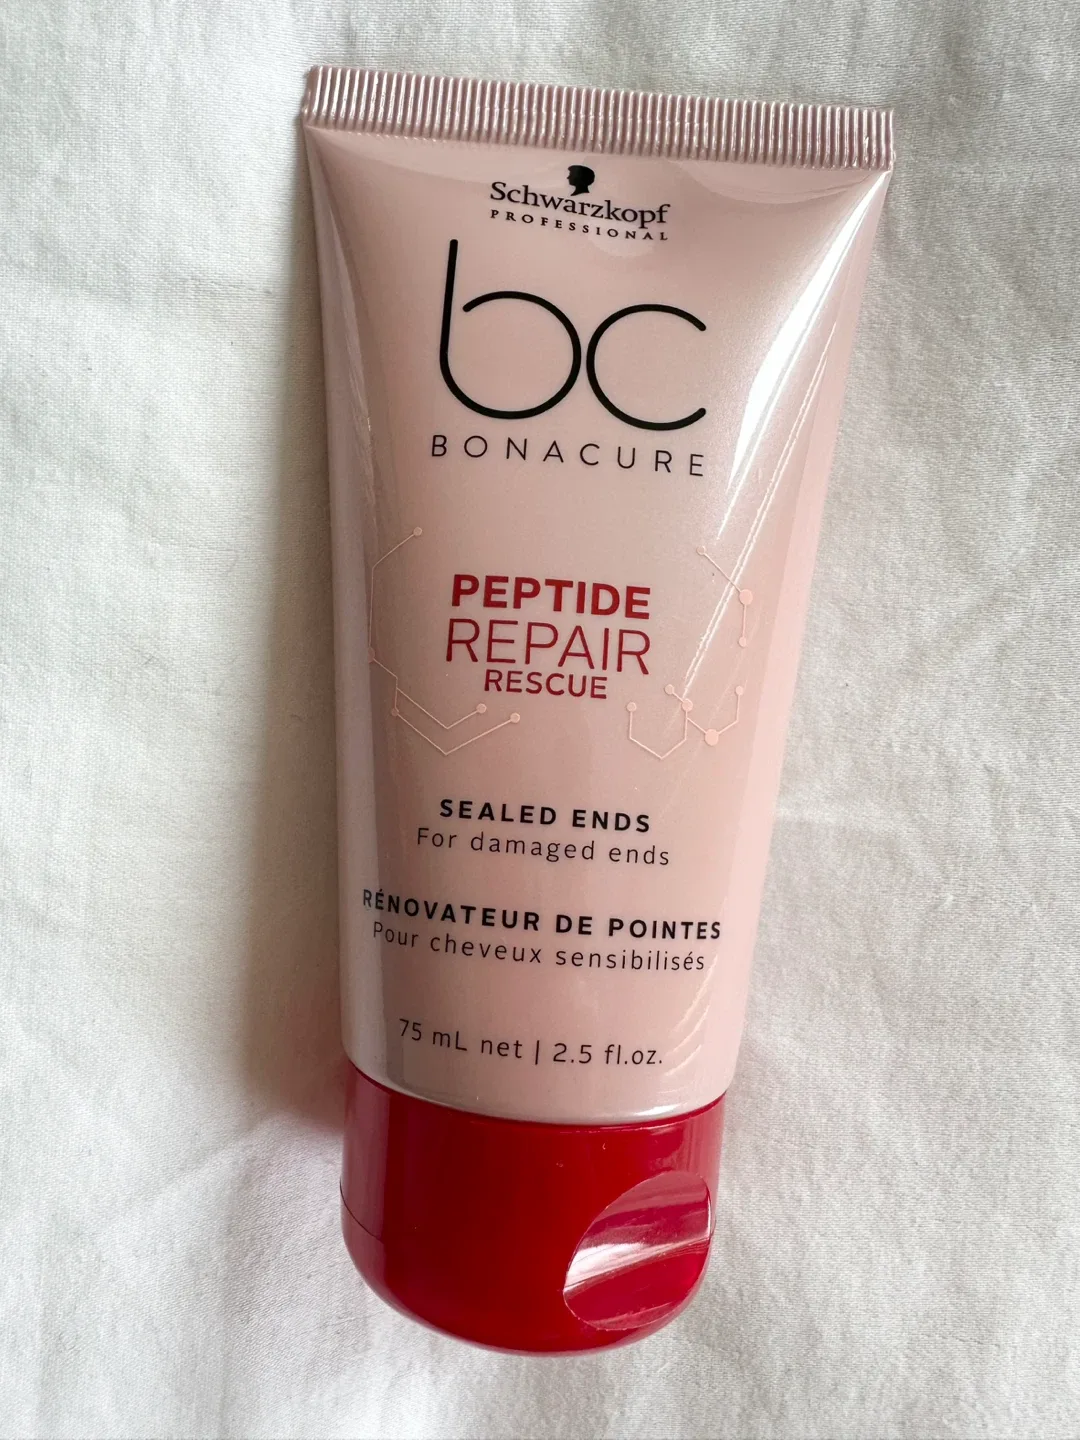 Schwarzkopf
PROFESSIONAL
bc
BONACURE
PEPTIDE
REPAIR
RESCUE
SEALED ENDS
For damaged ends
RÉNOVATEUR DE POINTES
Pour cheveux sensibilisés
75 mL net | 2.5 fl.oz.